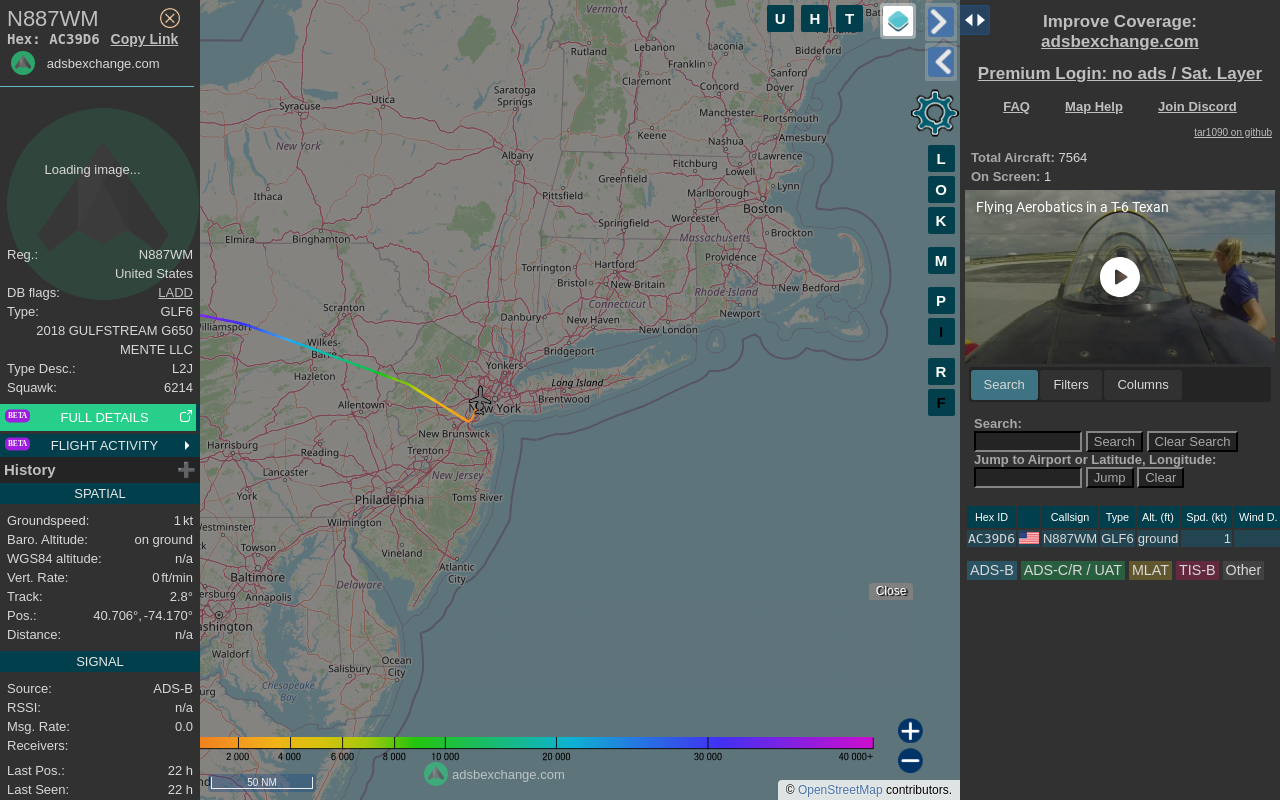 N887WM
Hex: AC39D6 Copy Link
adsbexchange.com
Loading image...
Reg.: N887WM
United States
DB flags: LADD
Type: GLF6
2018 GULFSTREAM G650
MENTE LLC
Type Desc.: L2J
Squawk: 6214
BETA FULL DETAILS
BETA FLIGHT ACTIVITY
History
SPATIAL
Groundspeed: 1 kt
Baro. Altitude: on ground
WGS84 altitude: n/a
Vert. Rate: 0 ft/min
Track: 2.8°
Pos.: 40.706°, -74.170°
Distance: n/a
SIGNAL
Source: ADS-B
RSSI: n/a
Msg. Rate: 0.0
Receivers:
Last Pos.: 22 h
Last Seen: 22 h
U H T
L
O
K
M
P
I
R
F
Vermont
Rutland
Lebanon
Laconia
Biddeford
Franklin
Sanford
Claremont
Concord
Dover
Saratoga
Springs
Syracuse
Utica
Manchester
Portsmouth
Keene
Nashua
Amesbury
New York
Albany
Fitchburg
Lowell
Lawrence
Greenfield
Ithaca
Pittsfield
Marlborough
Lynn
Boston
Worcester
Springfield
Brockton
Elmira
Binghamton
Massachusetts
Torrington
Hartford
Providence
Bristol
New Britain
New Bedford
Rhode Island
Connecticut
Scranton
Danbury
New Haven
Newport
New London
Williamsport
Wilkes-
Barre
Bridgeport
Yonkers
Hazleton
Long Island
Brentwood
Allentown
New York
New Brunswick
Harrisburg
Reading
Trenton
Lancaster
New Jersey
York
Philadelphia
Toms River
Westminster
Wilmington
Towson
Vineland
Baltimore
Atlantic
City
Delaware
Annapolis
Washington
Waldorf
Ocean
City
Salisbury
Chesapeake
Bay
Close
2 000 4 000 6 000 8 000 10 000 20 000 30 000 40 000+
adsbexchange.com
50 NM
© OpenStreetMap contributors.
Improve Coverage:
adsbexchange.com
Premium Login: no ads / Sat. Layer
FAQ Map Help Join Discord
tar1090 on github
Total Aircraft: 7564
On Screen: 1
Flying Aerobatics in a T-6 Texan
Search Filters Columns
Search:
Search Clear Search
Jump to Airport or Latitude, Longitude:
Jump Clear
Hex ID Callsign Type Alt. (ft) Spd. (kt) Wind D.
AC39D6 N887WM GLF6 ground 1
ADS-B ADS-C/R / UAT MLAT TIS-B Other